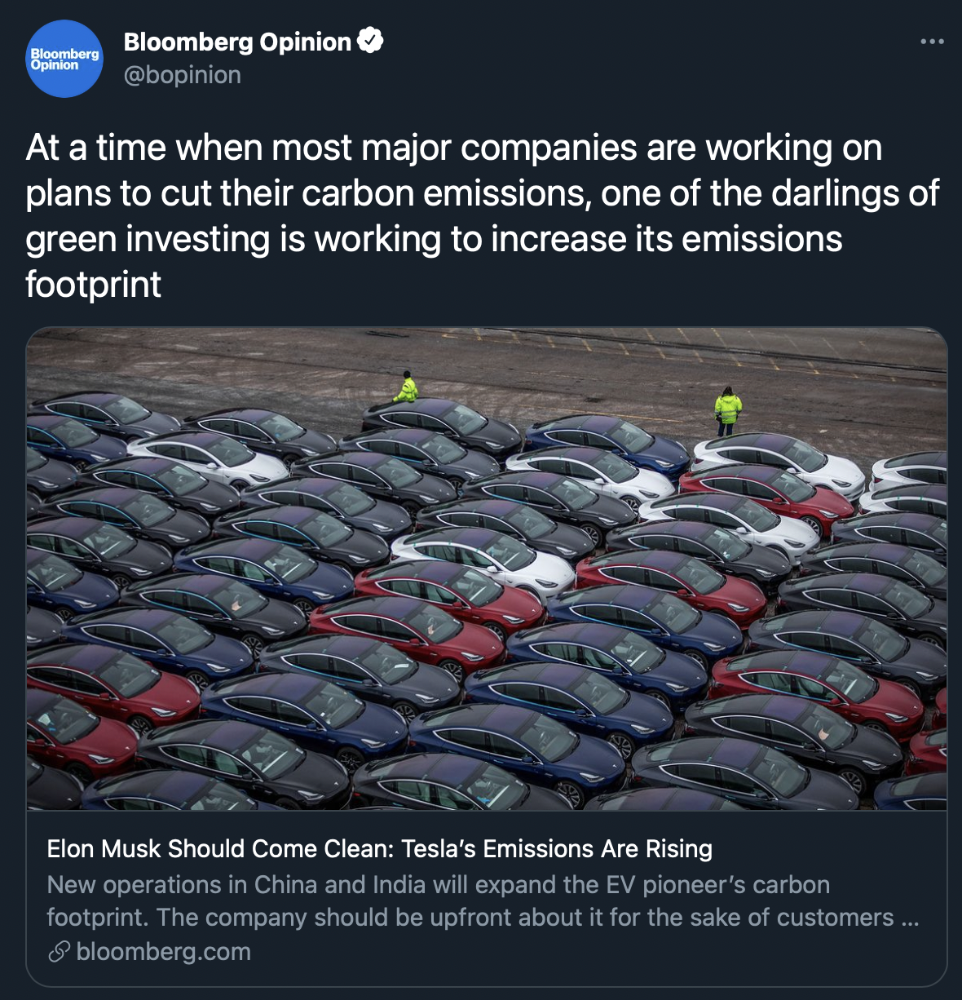 Bloomberg
Opinion
Bloomberg Opinion
@bopinion
At a time when most major companies are working on
plans to cut their carbon emissions, one of the darlings of
green investing is working to increase its emissions
footprint
Elon Musk Should Come Clean: Tesla’s Emissions Are Rising
New operations in China and India will expand the EV pioneer’s carbon
footprint. The company should be upfront about it for the sake of customers ...
bloomberg.com